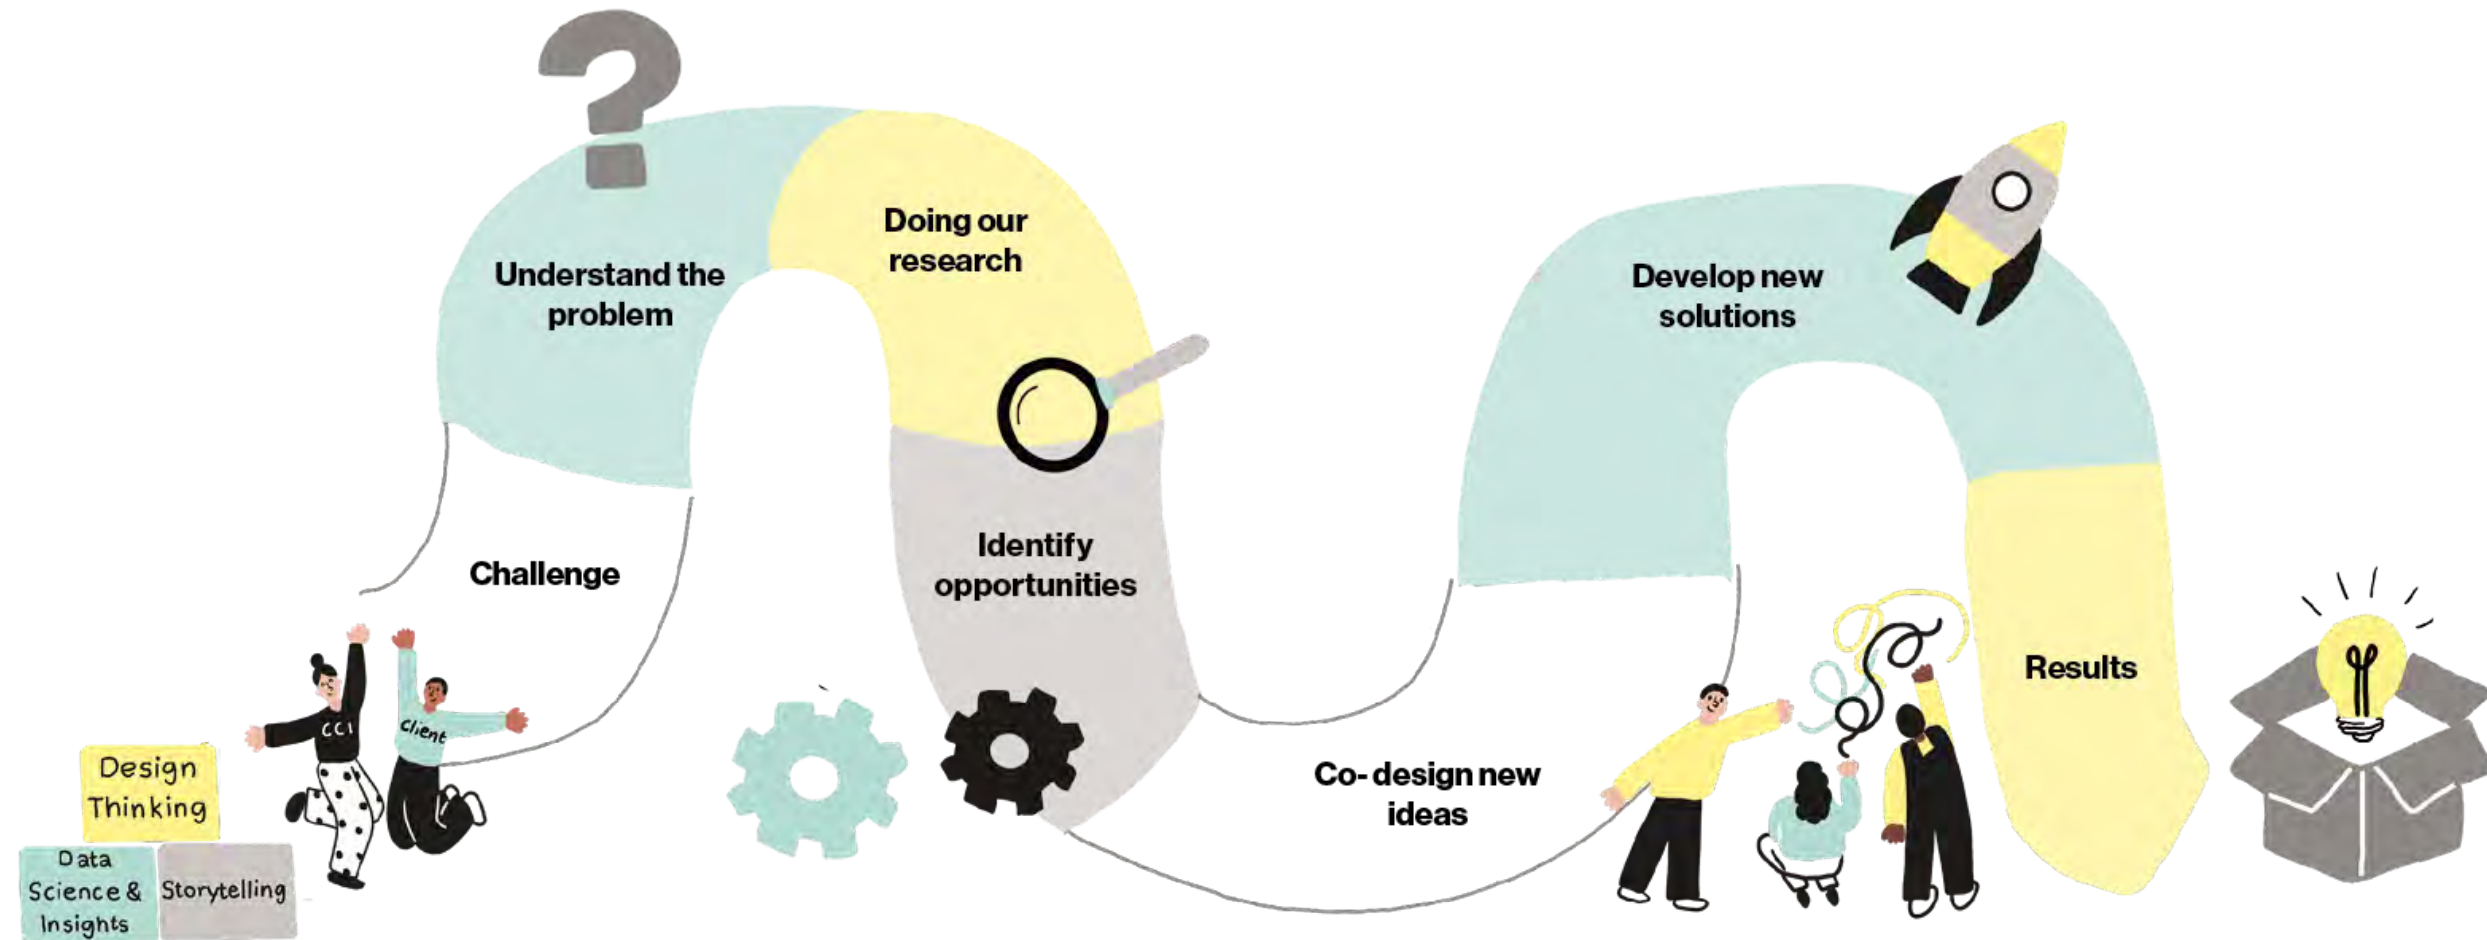 Design
Thinking
Data
Science &
Insights
Storytelling
CCI
Client
Challenge
Understand the
problem
Doing our
research
Identify
opportunities
Co- design new
ideas
Develop new
solutions
Results